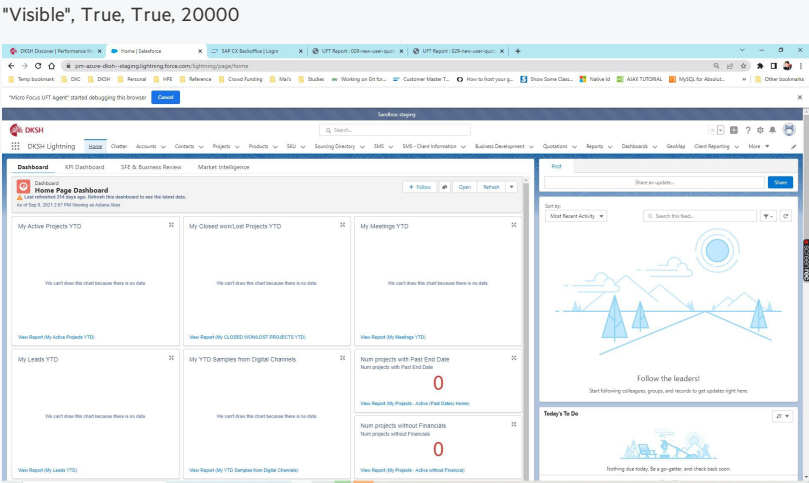 "Visible", True, True, 20000
DKSH Discover | Performance M
Home | Salesforce
SAP CX Backoffice | Login
UFT Report : 029-new-user-quot
UFT Report : 029-new-user-quot
pm-azure-dksh--staging.lightning.force.com/lightning/page/home
Temp bookmark
DXC
DKSH
Personal
HPE
Reference
Crowd Funding
Mai's
Studies
Working on Git for...
Customer Master T...
How to host your g...
Show Some Class...
Native Id
AJAX TUTORIAL
MySQL for Absolut...
»
Other bookmarks
"Micro Focus UFT Agent" started debugging this browser
Cancel
Sandbox: staging
DKSH
Search...
DKSH Lightning
Home
Chatter
Accounts
Contacts
Projects
Products
SKU
Sourcing Directory
SMS
SMS - Client Information
Business Development
Quotations
Reports
Dashboards
GeoMap
Client Reporting
More
Dashboard
KPI Dashboard
SFE & Business Review
Market Intelligence
Dashboard
Home Page Dashboard
Last refreshed 214 days ago. Refresh this dashboard to see the latest data.
+ Follow
Open
Refresh
My Active Projects YTD
My Closed won/Lost Projects YTD
My Meetings YTD
We can't draw this chart because there is no data.
We can't draw this chart because there is no data.
We can't draw this chart because there is no data.
View Report (My Active Projects YTD)
View Report (My CLOSED WON/LOST PROJECTS YTD)
View Report (My Meetings YTD)
My Leads YTD
My YTD Samples from Digital Channels
Num projects with Past End Date
Num projects with Past End Date
0
View Report (My Projects - Active (Past Dates; Home)
We can't draw this chart because there is no data.
We can't draw this chart because there is no data.
Num projects without Financials
Num projects without Financials
0
View Report (My Leads YTD)
View Report (My YTD Samples from Digital Channels)
View Report (My Projects - Active without Financial)
Post
Share an update...
Share
Sort by:
Most Recent Activity
Search this feed...
Follow the leaders!
Start following colleagues, groups, and records to get updates right here.
Today's To Do
Nothing due today. Be a go-getter, and check back soon.